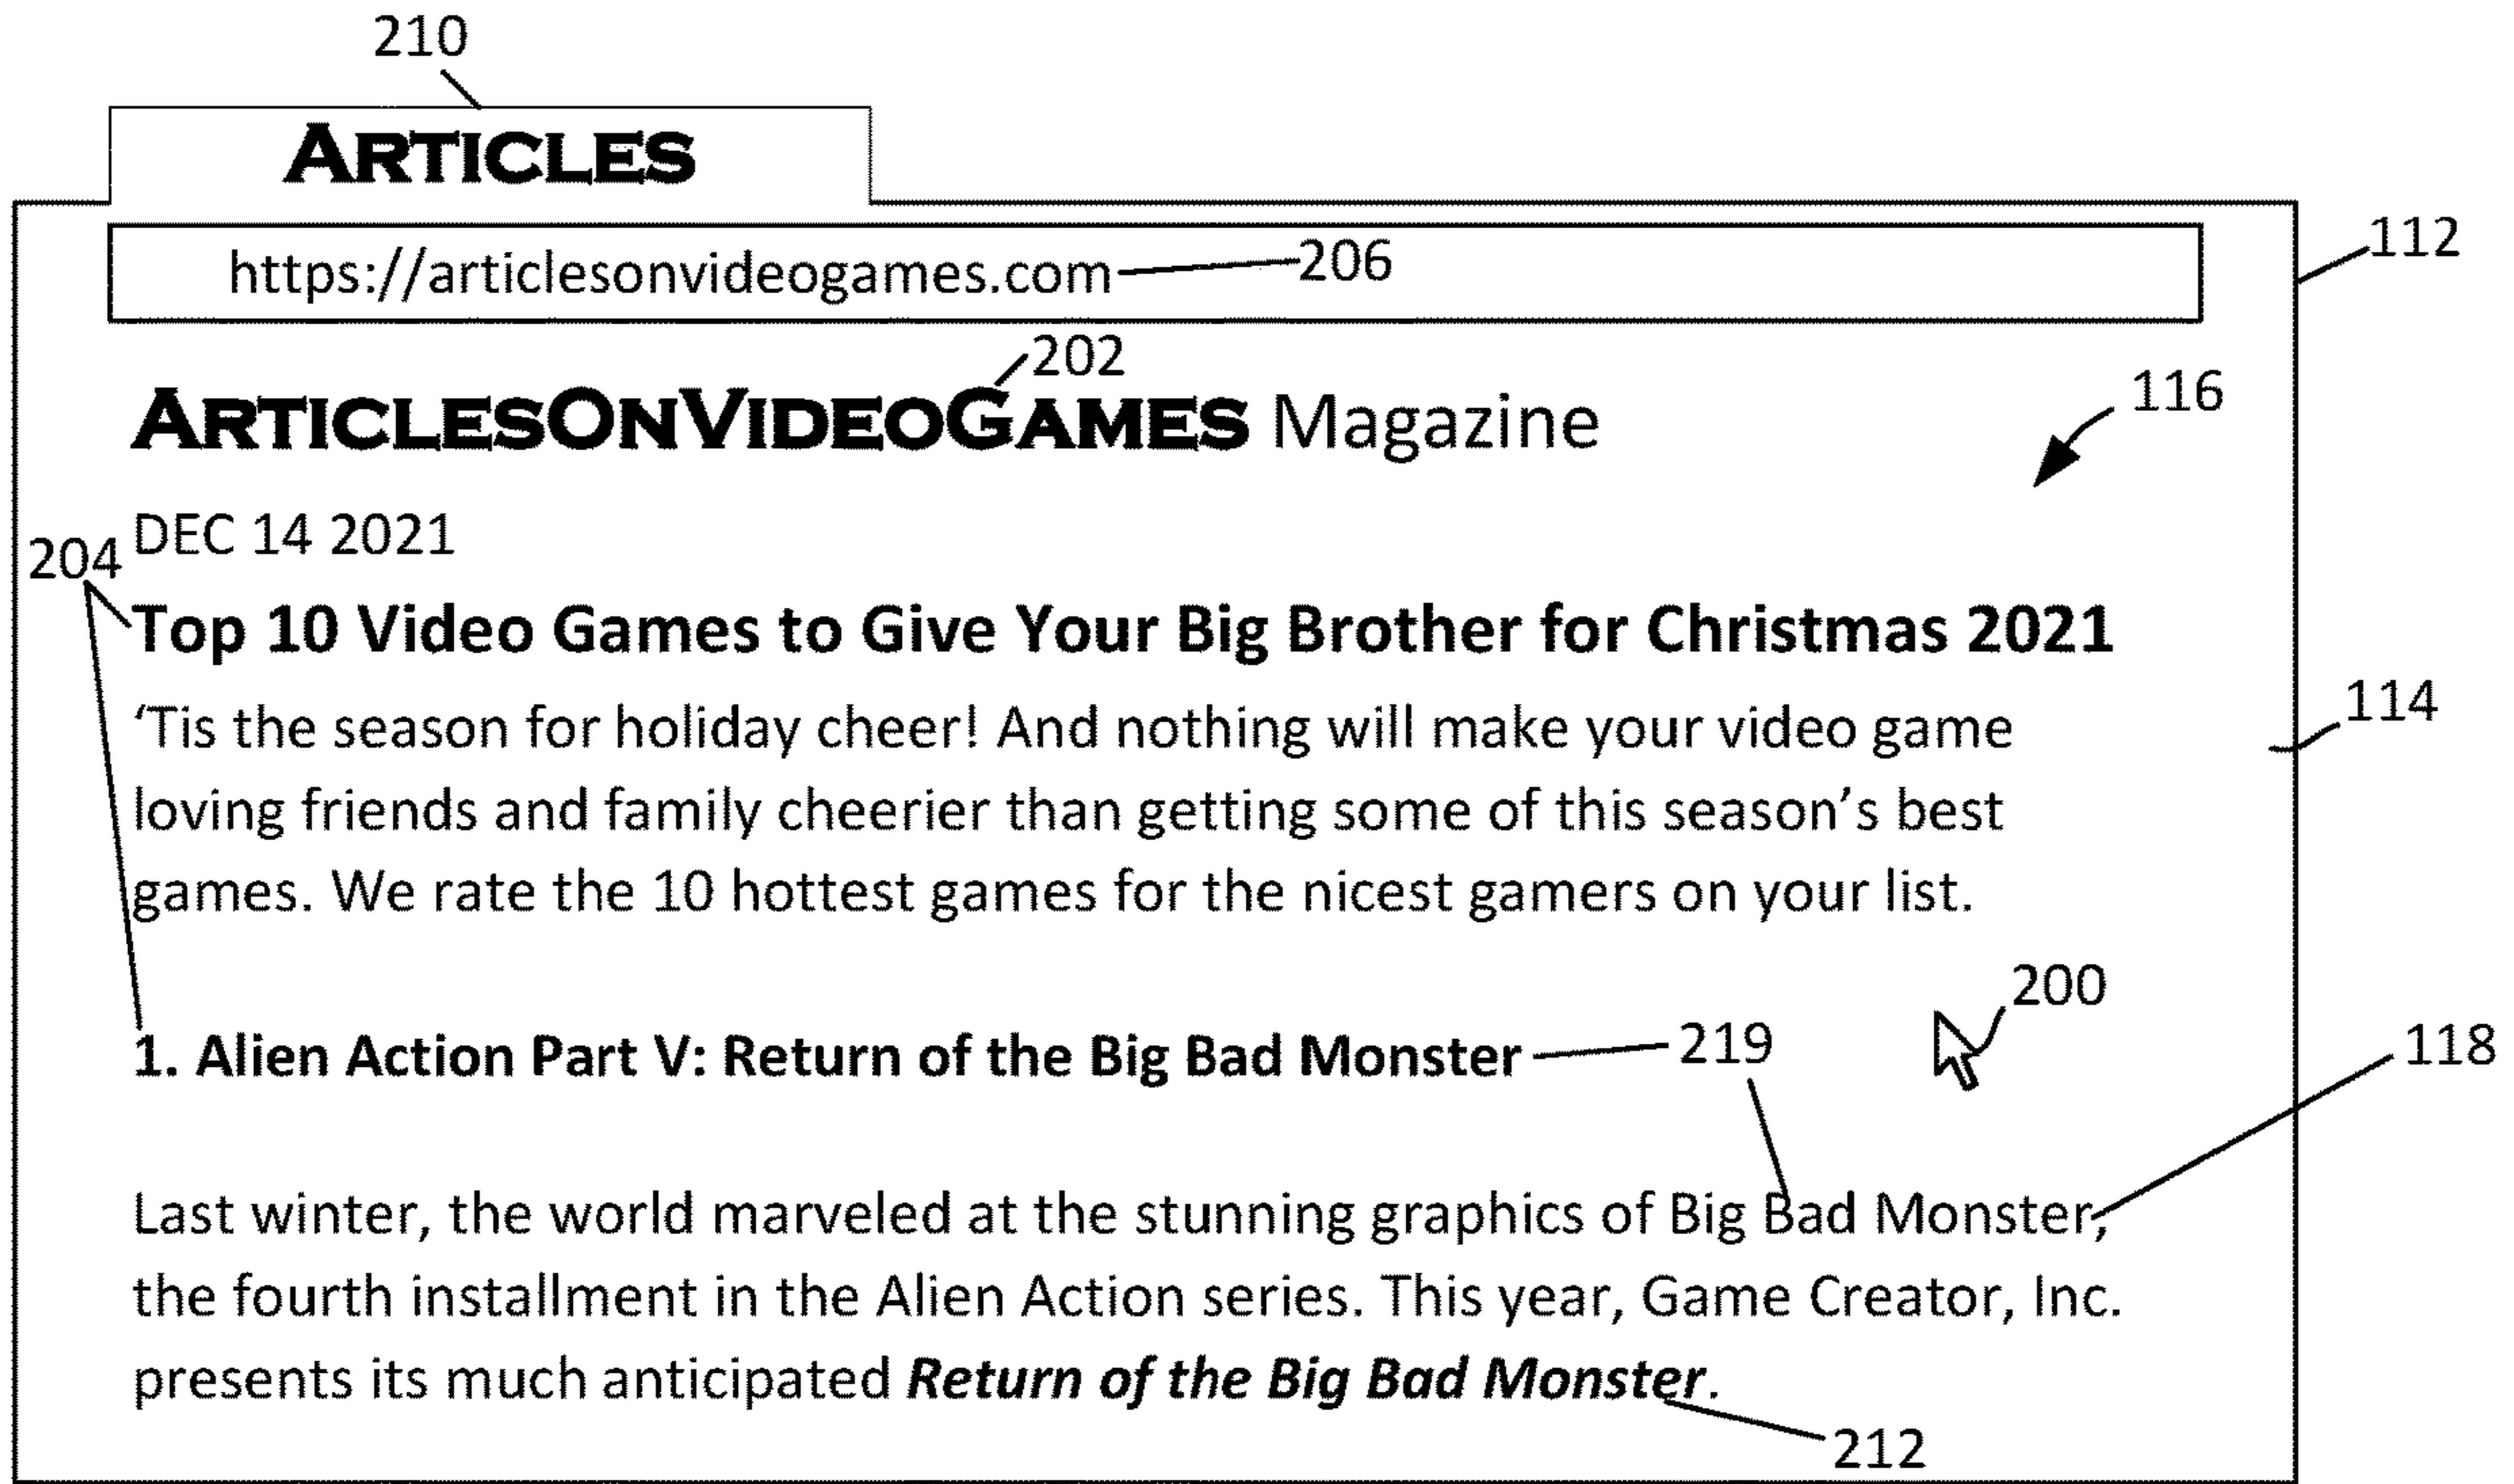 210
ARTICLES
https://articlesonvideogames.com 206
112
202
ARTICLESONVIDEOGAMES Magazine
116
DEC 14 2021
204
Top 10 Video Games to Give Your Big Brother for Christmas 2021
‘Tis the season for holiday cheer! And nothing will make your video game
114
loving friends and family cheerier than getting some of this season’s best
games. We rate the 10 hottest games for the nicest gamers on your list.
200
1. Alien Action Part V: Return of the Big Bad Monster 219
118
Last winter, the world marveled at the stunning graphics of Big Bad Monster,
the fourth installment in the Alien Action series. This year, Game Creator, Inc.
presents its much anticipated Return of the Big Bad Monster.
212